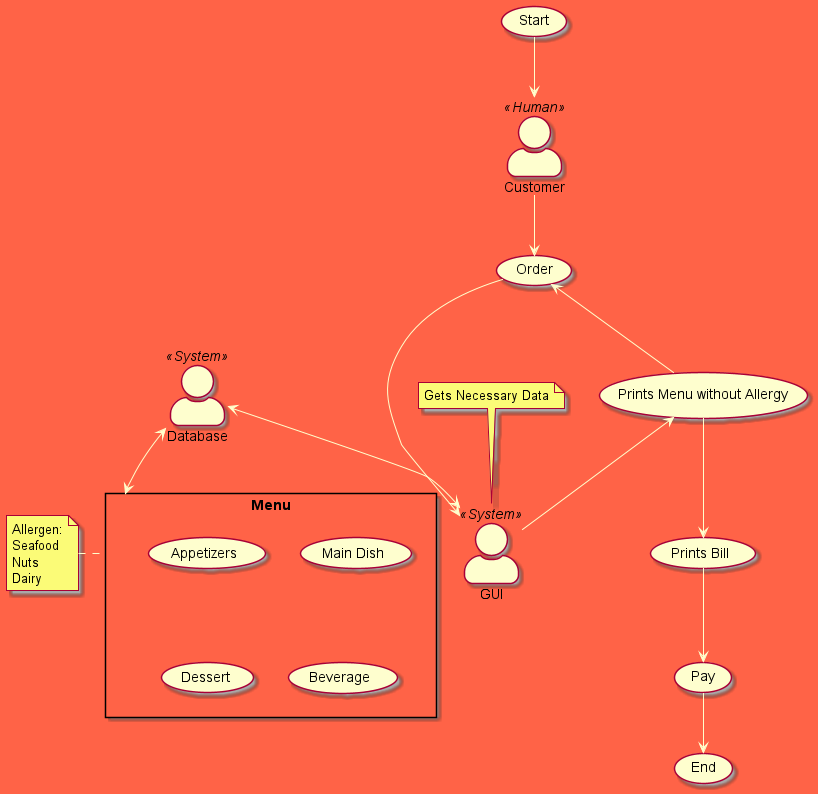 Start
«Human»
Customer
Order
«System»
Database
Gets Necessary Data
Prints Menu without Allergy
Menu
Allergen:
Seafood
Nuts
Dairy
Appetizers
Main Dish
«System»
GUI
Prints Bill
Dessert
Beverage
Pay
End